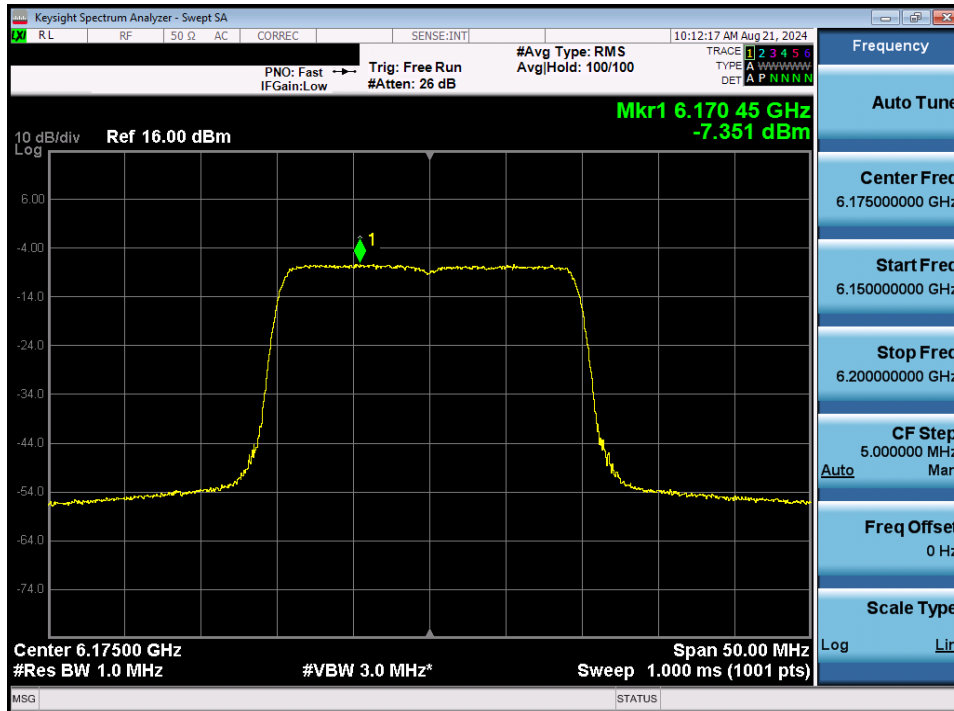 Keysight Spectrum Analyzer - Swept SA
LXI RL RF 50 Ω AC CORREC SENSE:INT 10:12:17 AM Aug 21, 2024
PNO: Fast
IFGain:Low
Trig: Free Run
#Atten: 26 dB
#Avg Type: RMS
Avg|Hold: 100/100
TRACE 1 2 3 4 5 6
TYPE A WWWWW
DET A P N N N N
Mkr1 6.170 45 GHz
-7.351 dBm
10 dB/div Ref 16.00 dBm
Log
6.00
-4.00
-14.0
-24.0
-34.0
-44.0
-54.0
-64.0
-74.0
1
Center 6.17500 GHz Span 50.00 MHz
#Res BW 1.0 MHz #VBW 3.0 MHz* Sweep 1.000 ms (1001 pts)
MSG STATUS
Frequency
Auto Tune
Center Freq
6.175000000 GHz
Start Freq
6.150000000 GHz
Stop Freq
6.200000000 GHz
CF Step
5.000000 MHz
Auto Man
Freq Offset
0 Hz
Scale Type
Log Lin